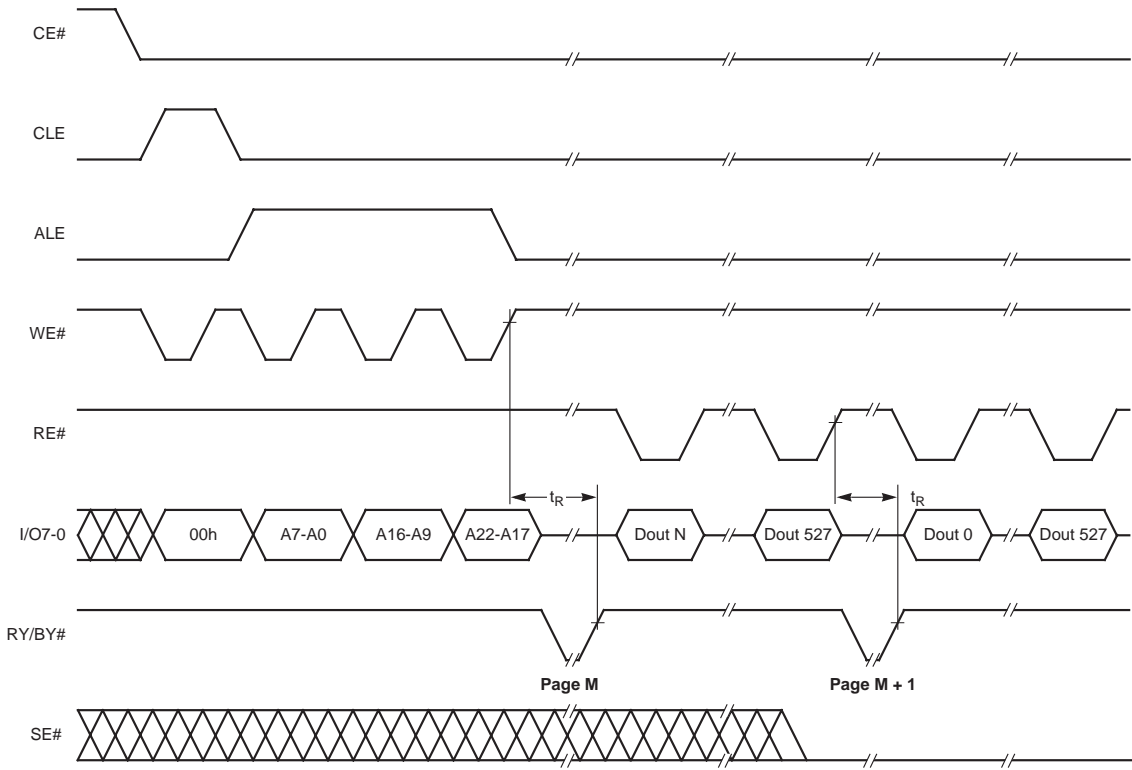 CE#
CLE
ALE
WE#
RE#
tR
tR
I/O7-0
00h
A7-A0
A16-A9
A22-A17
Dout N
Dout 527
Dout 0
Dout 527
RY/BY#
Page M
Page M + 1
SE#